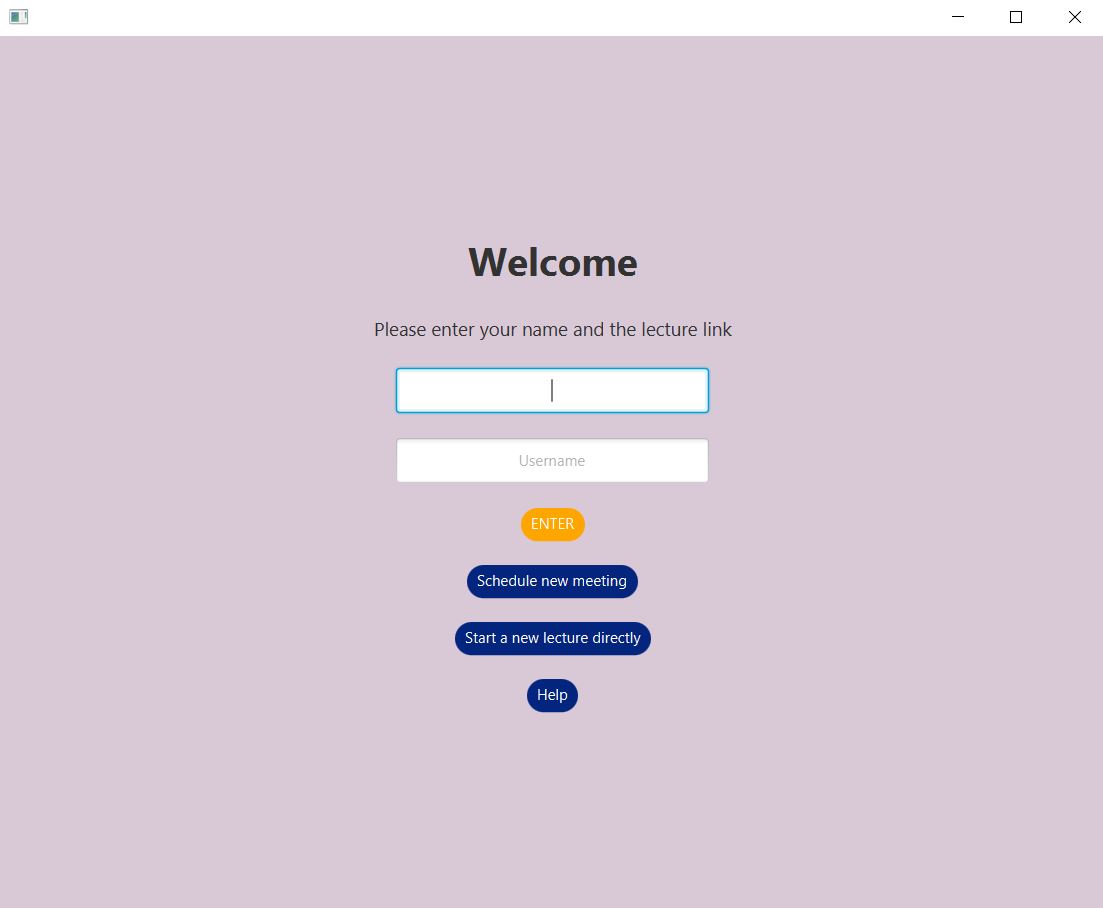 Welcome
Please enter your name and the lecture link
Username
ENTER
Schedule new meeting
Start a new lecture directly
Help